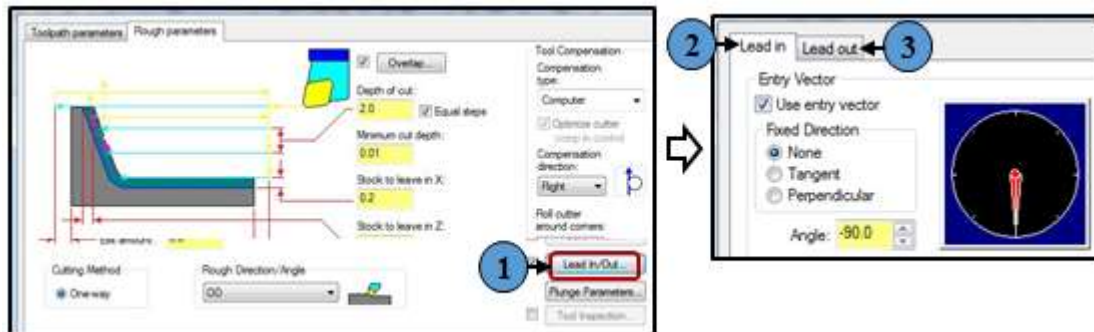 Toolpath parameters Rough parameters
Overlap...
Depth of cut:
2.0
Equal steps
Minimum cut depth:
0.01
Stock to leave in X:
0.2
Stock to leave in Z:
Tool Compensation
Compensation
type:
Computer
Optimize cutter
comp in control
Compensation
direction:
Right
Roll cutter
around corners:
Cutting Method
One-way
Rough Direction/Angle
OD
1
Lead In/Out...
Plunge Parameters...
Tool Inspection...
2
Lead in Lead out
3
Entry Vector
Use entry vector
Fixed Direction
None
Tangent
Perpendicular
Angle: -90.0